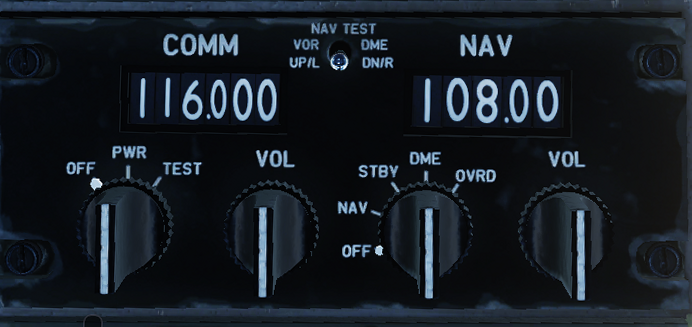 NAV TEST
COMM
VOR DME
NAV
UP/L DN/R
116.000
108.00
OFF PWR TEST
VOL
STBY DME OVRD
NAV
OFF
VOL